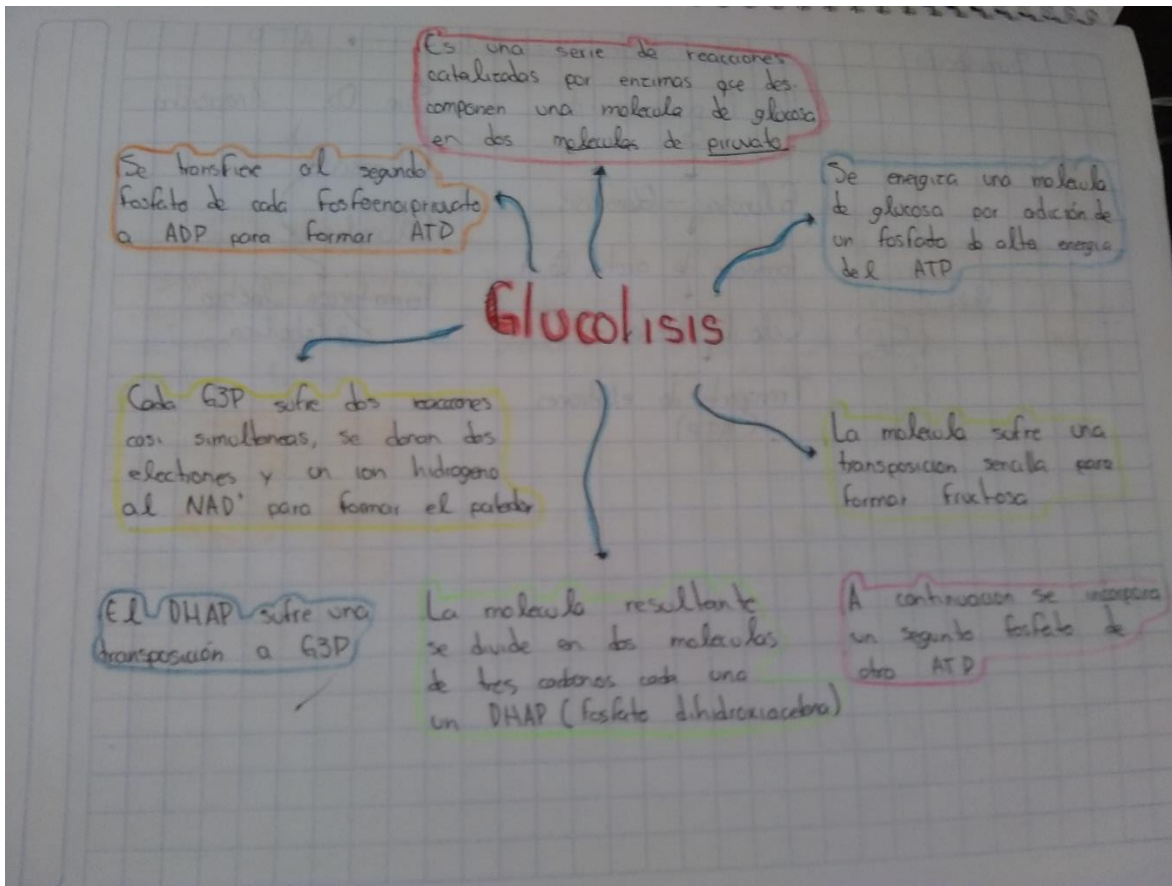 Es una serie de reacciones
catalizadas por enzimas que des-
componen una molecula de glucosa
en dos moleculas de piruvato
Se transfiere al segundo
fosfato de cada fosfoenolpiruvato
a ADP para formar ATD
Se energiza una molecula
de glucosa por adición de
un fosfato de alta energia
del ATP
Glucolisis
Cada G3P sufre dos reacciones
casi simultaneas, se donan dos
electrones y un ion hidrogeno
al NAD+ para formar el
La molecula sufre una
transposicion sencilla para
formar fructosa
El DHAP sufre una
transposición a G3P
La molecula resultante
se divide en dos moleculas
de tres carbonos cada una
un DHAP (fosfato dihidroxiacetona)
A continuacion se incorpora
un segundo fosfato de
otro ATD